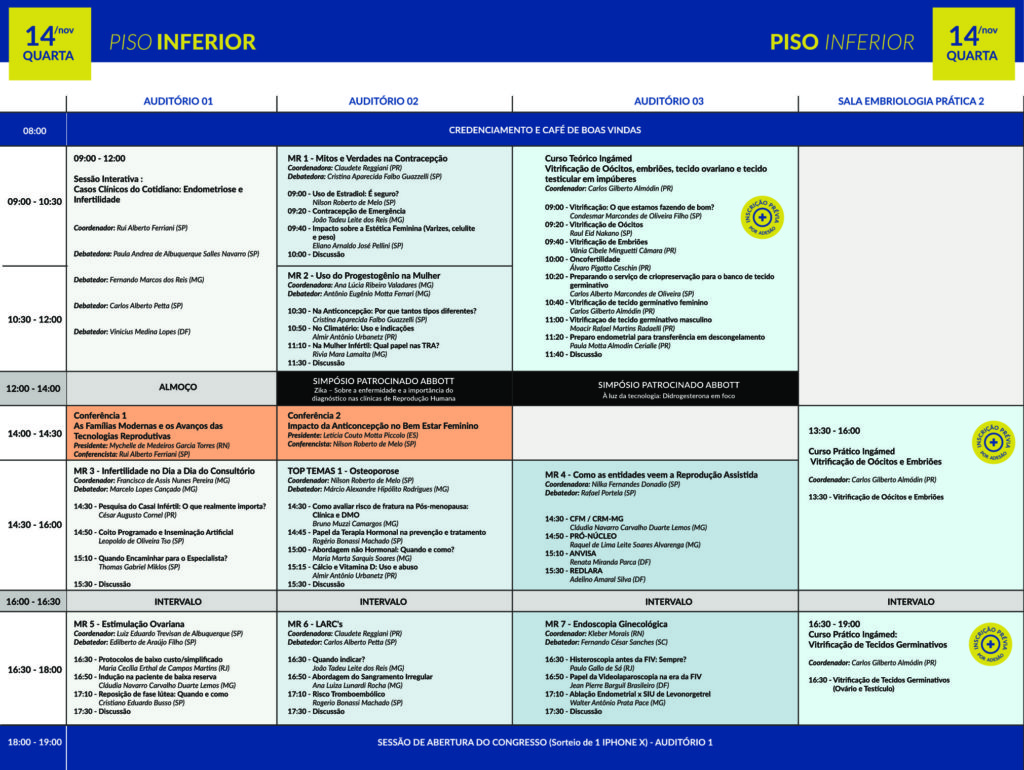 14/nov
QUARTA
PISO INFERIOR
PISO INFERIOR
14/nov
QUARTA
AUDITÓRIO 01
AUDITÓRIO 02
AUDITÓRIO 03
SALA EMBRIOLOGIA PRÁTICA 2
08:00
CREDENCIAMENTO E CAFÉ DE BOAS VINDAS
09:00 - 10:30
10:30 - 12:00
09:00 - 12:00
Sessão Interativa :
Casos Clínicos do Cotidiano: Endometriose e
Infertilidade
Coordenador: Rui Alberto Ferriani (SP)
Debatedora: Paula Andrea de Albuquerque Salles Navarro (SP)
Debatedor: Fernando Marcos dos Reis (MG)
Debatedor: Carlos Alberto Petta (SP)
Debatedor: Vinicius Medina Lopes (DF)
MR 1 - Mitos e Verdades na Contracepção
Coordenadora: Claudete Reggiani (PR)
Debatedora: Cristina Aparecida Falbo Guazzelli (SP)
09:00 - Uso de Estradiol: É seguro?
Nilson Roberto de Melo (SP)
09:20 - Contracepção de Emergência
João Tadeu Leite dos Reis (MG)
09:40 - Impacto sobre a Estética Feminina (Varizes, celulite
e peso)
Eliano Arnaldo José Pellini (SP)
10:00 - Discussão
MR 2 - Uso do Progestogênio na Mulher
Coordenadora: Ana Lúcia Ribeiro Valadares (MG)
Debatedor: Antônio Eugênio Motta Ferrari (MG)
10:30 - Na Anticoncepção: Por que tantos tipos diferentes?
Cristina Aparecida Falbo Guazzelli (SP)
10:50 - No Climatério: Uso e indicações
Almir Antônio Urbanetz (PR)
11:10 - Na Mulher Infértil: Qual papel nas TRA?
Rívia Mara Lamaita (MG)
11:30 - Discussão
Curso Teórico Ingámed
Vitrificação de Oócitos, embriões, tecido ovariano e tecido
testicular em impúberes
Coordenador: Carlos Gilberto Almódin (PR)
09:00 - Vitrificação: O que estamos fazendo de bom?
Condesmar Marcondes de Oliveira Filho (SP)
09:20 - Vitrificação de Oócitos
Raul Eid Nakano (SP)
09:40 - Vitrificação de Embriões
Vânia Cibele Minguetti Câmara (PR)
10:00 - Oncofertilidade
Álvaro Pigatto Ceschin (PR)
10:20 - Preparando o serviço de criopreservação para o banco de tecido
germinativo
Carlos Alberto Marcondes de Oliveira (SP)
10:40 - Vitrificação de tecido germinativo feminino
Carlos Gilberto Almódin (PR)
11:00 - Vitrificaçao de tecido germinativo masculino
Moacir Rafael Martins Radaelli (PR)
11:20 - Preparo endometrial para transferência em descongelamento
Paula Motta Almodin Cerialle (PR)
11:40 - Discussão
INSCRIÇÃO PRÉVIA
POR ADESÃO
12:00 - 14:00
ALMOÇO
SIMPÓSIO PATROCINADO ABBOTT
Zika – Sobre a enfermidade e a importância do
diagnóstico nas clínicas de Reprodução Humana
SIMPÓSIO PATROCINADO ABBOTT
À luz da tecnologia: Didrogesterona em foco
14:00 - 14:30
Conferência 1
As Famílias Modernas e os Avanços das
Tecnologias Reprodutivas
Presidente: Mychelle de Medeiros Garcia Torres (RN)
Conferencista: Rui Alberto Ferriani (SP)
Conferência 2
Impacto da Anticoncepção no Bem Estar Feminino
Presidente: Letícia Couto Motta Piccolo (ES)
Conferencista: Nilson Roberto de Melo (SP)
13:30 - 16:00
Curso Prático Ingámed
Vitrificação de Oócitos e Embriões
Coordenador: Carlos Gilberto Almódin (PR)
13:30 - Vitrificação de Oócitos e Embriões
INSCRIÇÃO PRÉVIA
POR ADESÃO
14:30 - 16:00
MR 3 - Infertilidade no Dia a Dia do Consultório
Coordenador: Francisco de Assis Nunes Pereira (MG)
Debatedor: Marcelo Lopes Cançado (MG)
14:30 - Pesquisa do Casal Infértil: O que realmente importa?
César Augusto Cornel (PR)
14:50 - Coito Programado e Inseminação Artificial
Leopoldo de Oliveira Tso (SP)
15:10 - Quando Encaminhar para o Especialista?
Thomas Gabriel Miklos (SP)
15:30 - Discussão
TOP TEMAS 1 - Osteoporose
Coordenador: Nilson Roberto de Melo (SP)
Debatedor: Márcio Alexandre Hipólito Rodrigues (MG)
14:30 - Como avaliar risco de fratura na Pós-menopausa:
Clínica e DMO
Bruno Muzzi Camargos (MG)
14:45 - Papel da Terapia Hormonal na prevenção e tratamento
Rogério Bonassi Machado (SP)
15:00 - Abordagem não Hormonal: Quando e como?
Maria Marta Sarquis Soares (MG)
15:15 - Cálcio e Vitamina D: Uso e abuso
Almir Antônio Urbanetz (PR)
15:30 - Discussão
MR 4 - Como as entidades veem a Reprodução Assistida
Coordenadora: Nilka Fernandes Donadio (SP)
Debatedor: Rafael Portela (SP)
14:30 - CFM / CRM-MG
Cláudia Navarro Carvalho Duarte Lemos (MG)
14:50 - PRÓ-NÚCLEO
Raquel de Lima Leite Soares Alvarenga (MG)
15:10 - ANVISA
Renata Miranda Parca (DF)
15:30 - REDLARA
Adelino Amaral Silva (DF)
16:00 - 16:30
INTERVALO
INTERVALO
INTERVALO
INTERVALO
16:30 - 18:00
MR 5 - Estimulação Ovariana
Coordenador: Luiz Eduardo Trevisan de Albuquerque (SP)
Debatedor: Edilberto de Araújo Filho (SP)
16:30 - Protocolos de baixo custo/simplificado
Maria Cecília Erthal de Campos Martins (RJ)
16:50 - Indução na paciente de baixa reserva
Cláudia Navarro Carvalho Duarte Lemos (MG)
17:10 - Reposição de fase lútea: Quando e como
Cristiano Eduardo Busso (SP)
17:30 - Discussão
MR 6 - LARC's
Coordenadora: Claudete Reggiani (PR)
Debatedor: Carlos Alberto Petta (SP)
16:30 - Quando indicar?
João Tadeu Leite dos Reis (MG)
16:50 - Abordagem do Sangramento Irregular
Ana Luiza Lunardi Rocha (MG)
17:10 - Risco Tromboembólico
Rogerio Bonassi Machado (SP)
17:30 - Discussão
MR 7 - Endoscopia Ginecológica
Coordenador: Kleber Morais (RN)
Debatedor: Fernando César Sanches (SC)
16:30 - Histeroscopia antes da FIV: Sempre?
Paulo Gallo de Sá (RJ)
16:50 - Papel da Videolaparoscopia na era da FIV
Jean Pierre Barguil Brasileiro (DF)
17:10 - Ablação Endometrial x SIU de Levonorgetrel
Walter Antônio Prata Pace (MG)
17:30 - Discussão
16:30 - 19:00
Curso Prático Ingámed:
Vitrificação de Tecidos Germinativos
Coordenador: Carlos Gilberto Almódin (PR)
16:30 - Vitrificação de Tecidos Germinativos
(Ovário e Testículo)
INSCRIÇÃO PRÉVIA
POR ADESÃO
18:00 - 19:00
SESSÃO DE ABERTURA DO CONGRESSO (Sorteio de 1 IPHONE X) - AUDITÓRIO 1